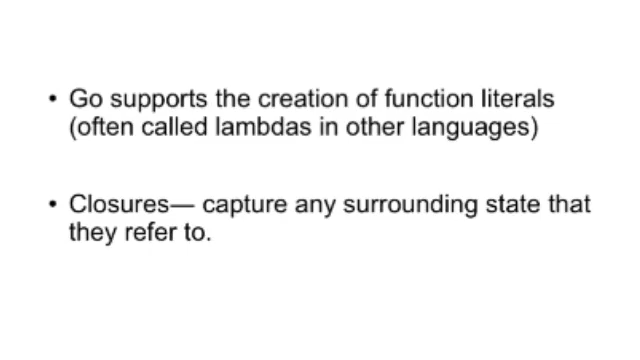 • Go supports the creation of function literals
(often called lambdas in other languages)
• Closures— capture any surrounding state that
they refer to.